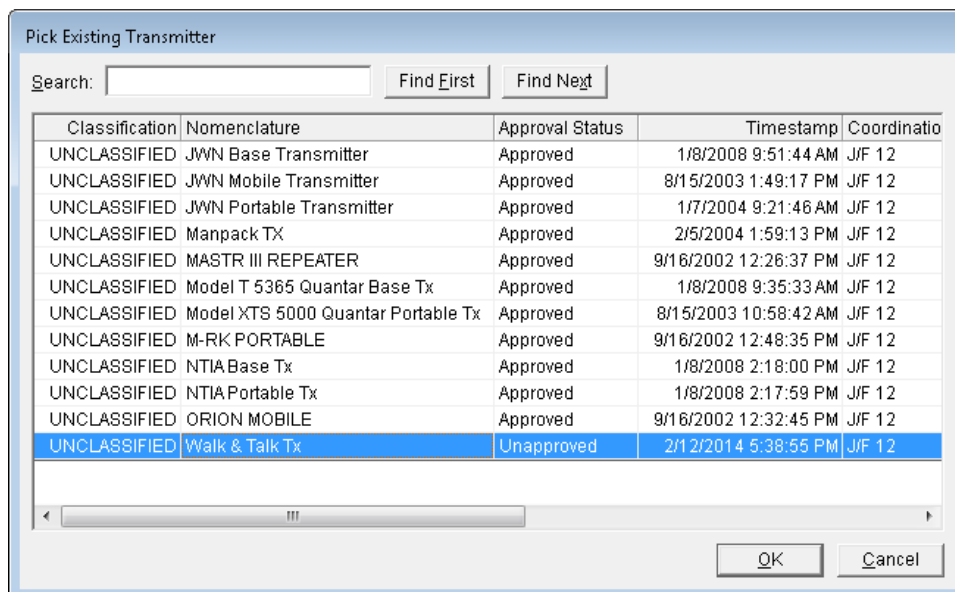 Pick Existing Transmitter
Search: Find First Find Next
Classification Nomenclature Approval Status Timestamp Coordinatio
UNCLASSIFIED JWN Base Transmitter Approved 1/8/2008 9:51:44 AM J/F 12
UNCLASSIFIED JWN Mobile Transmitter Approved 8/15/2003 1:49:17 PM J/F 12
UNCLASSIFIED JWN Portable Transmitter Approved 1/7/2004 9:21:46 AM J/F 12
UNCLASSIFIED Manpack TX Approved 2/5/2004 1:59:13 PM J/F 12
UNCLASSIFIED MASTR III REPEATER Approved 9/16/2002 12:26:37 PM J/F 12
UNCLASSIFIED Model T 5365 Quantar Base Tx Approved 1/8/2008 9:35:33 AM J/F 12
UNCLASSIFIED Model XTS 5000 Quantar Portable Tx Approved 8/15/2003 10:58:42 AM J/F 12
UNCLASSIFIED M-RK PORTABLE Approved 9/16/2002 12:48:35 PM J/F 12
UNCLASSIFIED NTIA Base Tx Approved 1/8/2008 2:18:00 PM J/F 12
UNCLASSIFIED NTIA Portable Tx Approved 1/8/2008 2:17:59 PM J/F 12
UNCLASSIFIED ORION MOBILE Approved 9/16/2002 12:32:45 PM J/F 12
UNCLASSIFIED Walk & Talk Tx Unapproved 2/12/2014 5:38:55 PM J/F 12
OK Cancel